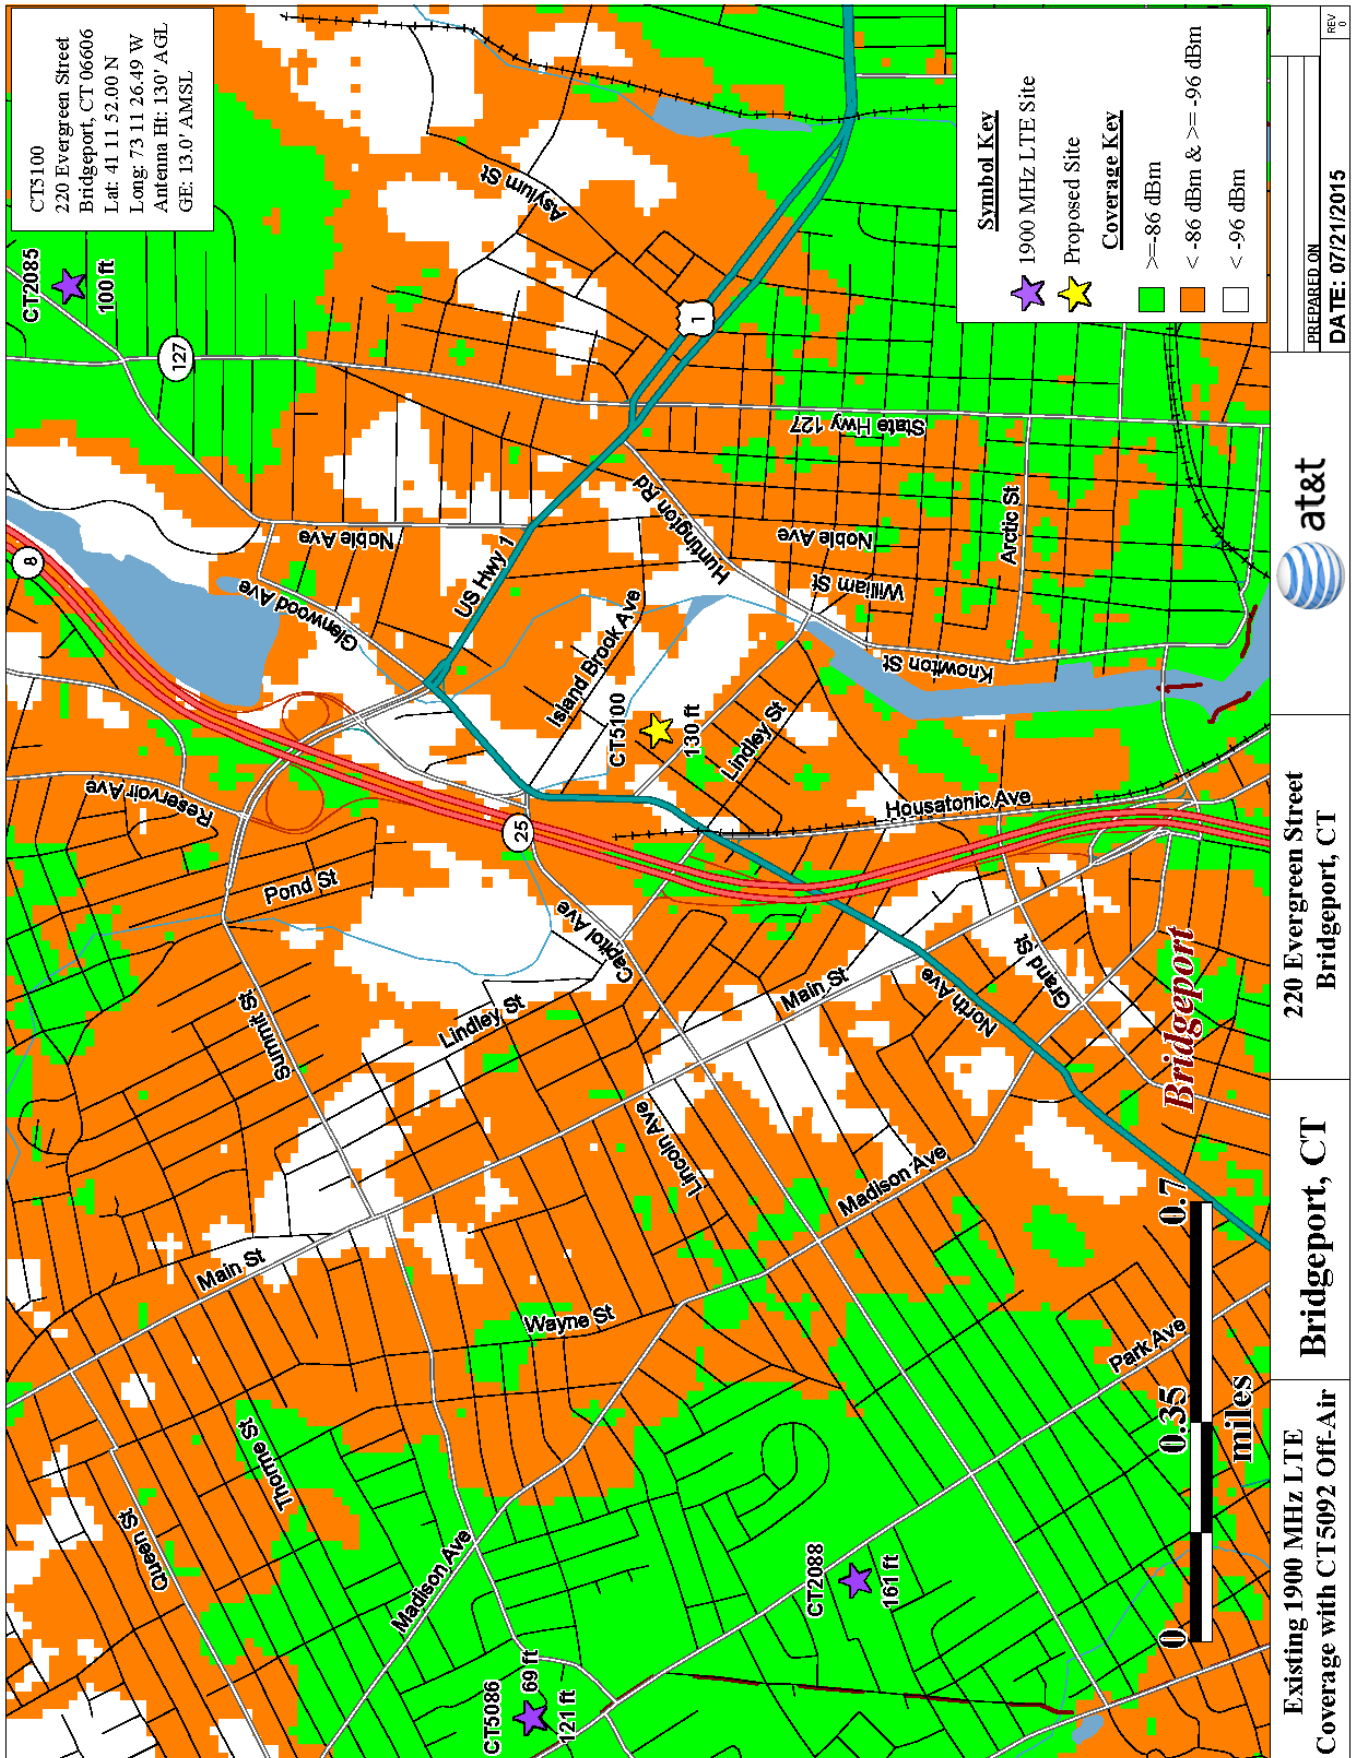 CT5100
220 Evergreen Street
Bridgeport, CT 06606
Lat: 41 11 52.00 N
Long: 73 11 26.49 W
Antenna Ht: 130' AGL
GE: 13.0' AMSL
CT2085
100 ft
127
8
Asylum St
1
State Hwy 127
Huntington Rd
Noble Ave
Noble Ave
US Hwy 1
Glenwood Ave
Island Brook Ave
William St
Arctic St
Knowlton St
CT5100
130 ft
Lindley St
Reservoir Ave
Housatonic Ave
25
Pond St
Capitol Ave
Summit St
Lindley St
Main St
North Ave
Grand St
Bridgeport
Lincoln Ave
Madison Ave
Main St
Wayne St
Park Ave
Thorme St
Queen St
Madison Ave
CT2088
161 ft
CT5086
69 ft
121 ft
0
0.35
0.7
miles
Symbol Key
1900 MHz LTE Site
Proposed Site
Coverage Key
>=-86 dBm
< -86 dBm & >= -96 dBm
< -96 dBm
Existing 1900 MHz LTE
Coverage with CT5092 Off-Air
Bridgeport, CT
220 Evergreen Street
Bridgeport, CT
at&t
PREPARED ON
DATE: 07/21/2015
REV
0